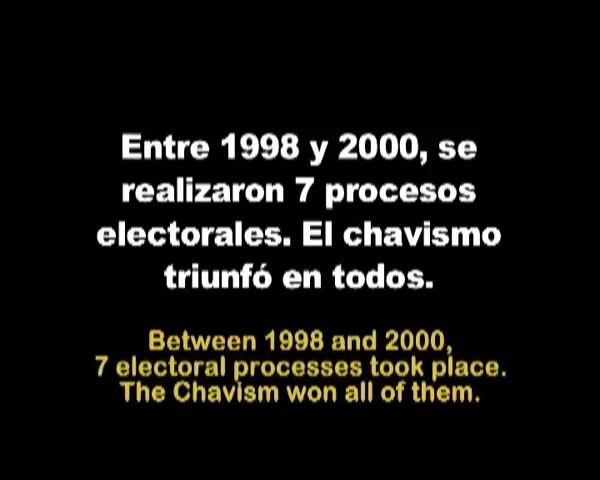 Entre 1998 y 2000, se
realizaron 7 procesos
electorales. El chavismo
triunfó en todos.
Between 1998 and 2000,
7 electoral processes took place.
The Chavism won all of them.